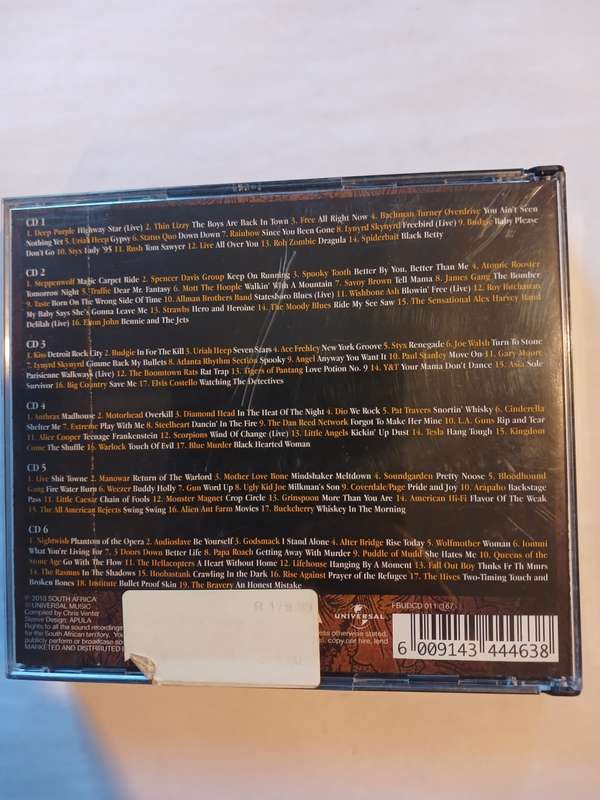 CD 1
1. Deep Purple Highway Star (Live) 2. Thin Lizzy The Boys Are Back In Town 3. Free All Right Now 4. Bachman Turner Overdrive You Ain't Seen
Nothing Yet 5. Uriah Heep Gypsy 6. Status Quo Down Down 7. Rainbow Since You Been Gone 8. Lynyrd Skynyrd Freebird (Live) 9. Budgie Baby Please
Don't Go 10. Styx Lady '95 11. Rush Tom Sawyer 12. Live All Over You 13. Rob Zombie Dragula 14. Spiderbait Black Betty
CD 2
1. Steppenwolf Magic Carpet Ride 2. Spencer Davis Group Keep On Running 3. Spooky Tooth Better By You, Better Than Me 4. Atomic Rooster
Tomorrow Night 5. Traffic Dear Mr. Fantasy 6. Mott The Hoople Walkin' With A Mountain 7. Savoy Brown Tell Mama 8. James Gang The Bomber
9. Taste Born On The Wrong Side Of Time 10. Allman Brothers Band Statesboro Blues (Live) 11. Wishbone Ash Blowin' Free (Live) 12. Roy Buchanan
My Baby Says She's Gonna Leave Me 13. Strawbs Hero and Heroine 14. The Moody Blues Ride My See Saw 15. The Sensational Alex Harvey Band
Delilah (Live) 16. Elton John Bennie and The Jets
CD 3
1. Kiss Detroit Rock City 2. Budgie In For The Kill 3. Uriah Heep Seven Stars 4. Ace Frehley New York Groove 5. Styx Renegade 6. Joe Walsh Turn To Stone
7. Lynyrd Skynyrd Gimme Back My Bullets 8. Atlanta Rhythm Section Spooky 9. Angel Anyway You Want It 10. Paul Stanley Move On 11. Gary Moore
Parisienne Walkways (Live) 12. The Boomtown Rats Rat Trap 13. Tigers of Pantang Love Potion No. 9 14. Y&T Your Mama Don't Dance 15. Asia Sole
Survivor 16. Big Country Save Me 17. Elvis Costello Watching The Detectives
CD 4
1. Anthrax Madhouse 2. Motorhead Overkill 3. Diamond Head In The Heat Of The Night 4. Dio We Rock 5. Pat Travers Snortin' Whisky 6. Cinderella
Shelter Me 7. Extreme Play With Me 8. Steelheart Dancin' In The Fire 9. The Dan Reed Network Forgot To Make Her Mine 10. L.A. Guns Rip and Tear
11. Alice Cooper Teenage Frankenstein 12. Scorpions Wind Of Change (Live) 13. Little Angels Kickin' Up Dust 14. Tesla Hang Tough 15. Kingdom
Come The Shuffle 16. Warlock Touch Of Evil 17. Blue Murder Black Hearted Woman
CD 5
1. Live Shit Towne 2. Manowar Return Of The Warlord 3. Mother Love Bone Mindshaker Meltdown 4. Soundgarden Pretty Noose 5. Bloodhound
Gang Fire Water Burn 6. Weezer Buddy Holly 7. Gun Word Up 8. Ugly Kid Joe Milkman's Son 9. Coverdale/Page Pride and Joy 10. Arapaho Backstage
Pass 11. Little Caesar Chain of Fools 12. Monster Magnet Crop Circle 13. Grinspoon More Than You Are 14. American Hi-Fi Flavor Of The Weak
15. The All American Rejects Swing Swing 16. Alien Ant Farm Movies 17. Buckcherry Whiskey In The Morning
CD 6
1. Nightwish Phantom of the Opera 2. Audioslave Be Yourself 3. Godsmack I Stand Alone 4. Alter Bridge Rise Today 5. Wolfmother Woman 6. Iommi
What You're Living For 7. 3 Doors Down Better Life 8. Papa Roach Getting Away With Murder 9. Puddle of Mudd She Hates Me 10. Queens of the
Stone Age Go With The Flow 11. The Hellacopters A Heart Without Home 12. Lifehouse Hanging By A Moment 13. Fall Out Boy Thnks Fr Th Mmrs
14. The Rasmus In The Shadows 15. Hoobastank Crawling In the Dark 16. Rise Against Prayer of the Refugee 17. The Hives Two-Timing Touch and
Broken Bones 18. Institute Bullet Proof Skin 19. The Bravery An Honest Mistake
℗ 2010 SOUTH AFRICA
© UNIVERSAL MUSIC
Compiled by Chris Venter
Sleeve Design: APULA
Rights to all the sound recording
for the South African territory. You
publicly perform or broadcast so
MARKETED AND DISTRIBUTED
UNIVERSAL
less otherwise stated.
copy or hire, lend
FBUDCD 011 (167)
6 009143 444638